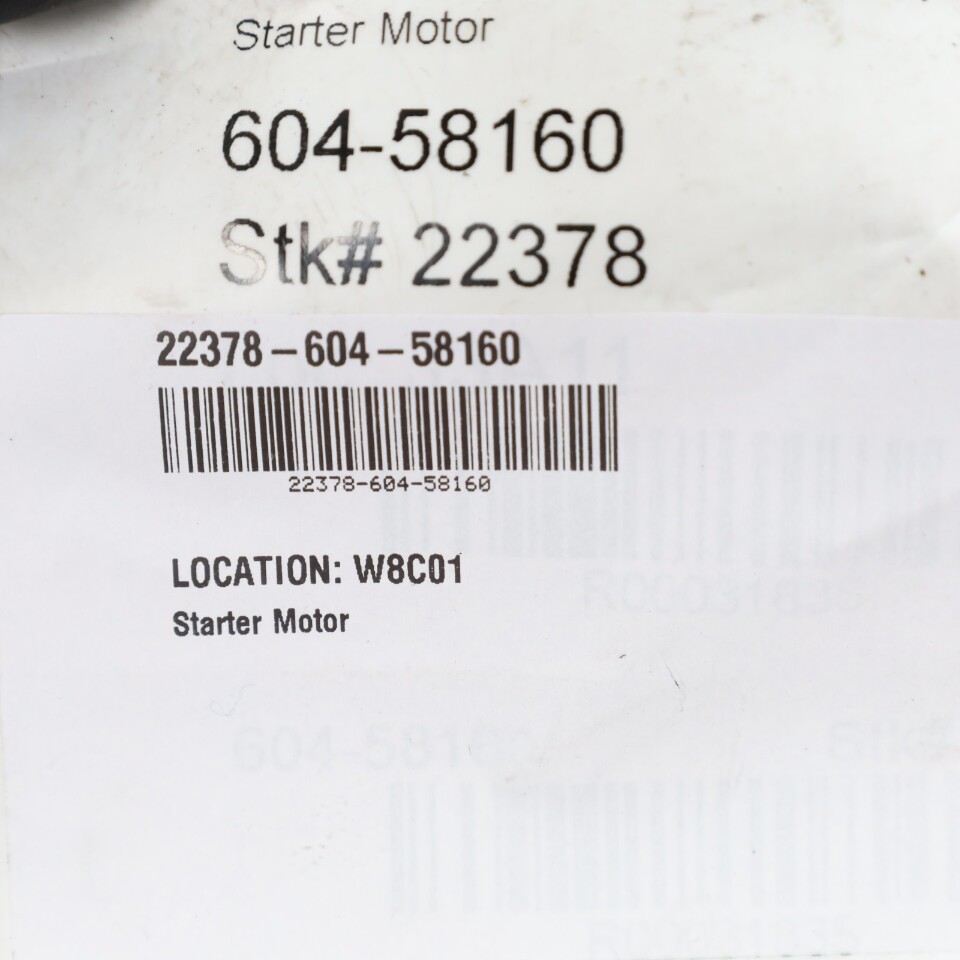 Starter Motor
604-58160
Stk# 22378
22378-604-58160
22378-604-58160
LOCATION: W8C01
Starter Motor